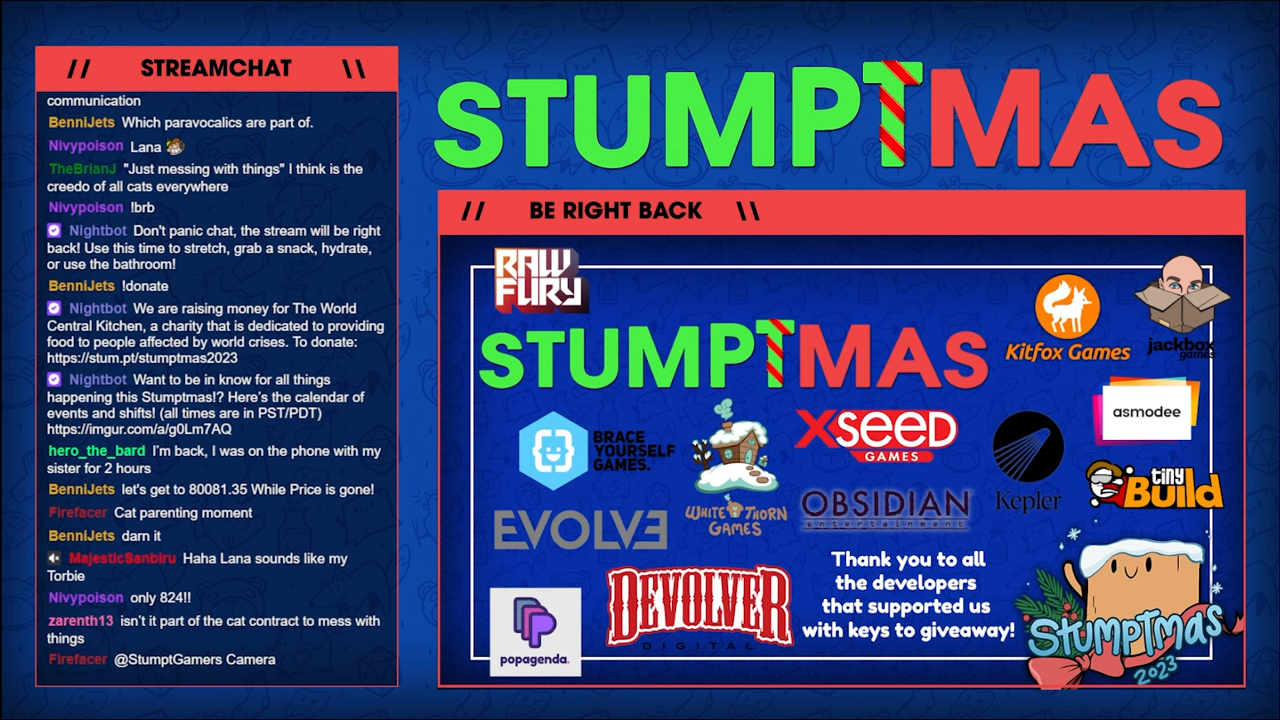 // STREAMCHAT \\
communication
BenniJets Which paravocalics are part of.
Nivypoison Lana
TheBrianJ "Just messing with things" I think is the
creedo of all cats everywhere
Nivypoison !brb
Nightbot Don't panic chat, the stream will be right
back! Use this time to stretch, grab a snack, hydrate,
or use the bathroom!
BenniJets !donate
Nightbot We are raising money for The World
Central Kitchen, a charity that is dedicated to providing
food to people affected by world crises. To donate:
https://stum.pt/stumptmas2023
Nightbot Want to be in know for all things
happening this Stumptmas!? Here's the calendar of
events and shifts! (all times are in PST/PDT)
https://imgur.com/a/g0Lm7AQ
hero_the_bard I'm back, I was on the phone with my
sister for 2 hours
BenniJets let's get to 80081.35 While Price is gone!
Firefacer Cat parenting moment
BenniJets darn it
MajesticSanbiru Haha Lana sounds like my
Torbie
Nivypoison only 824!!
zarenth13 isn't it part of the cat contract to mess with
things
Firefacer @StumptGamers Camera
STUMPTMAS
// BE RIGHT BACK \\
RAW
FURY
STUMPTMAS
Kitfox Games
jackbox
games
BRACE
YOURSELF
GAMES.
XSEED
GAMES
asmodee
WHITE THORN
GAMES
Kepler
tiny
Build
EVOLVE
OBSIDIAN
entertainment
popagenda
DEVOLVER
DIGITAL
Thank you to all
the developers
that supported us
with keys to giveaway!
Stumptmas
2023